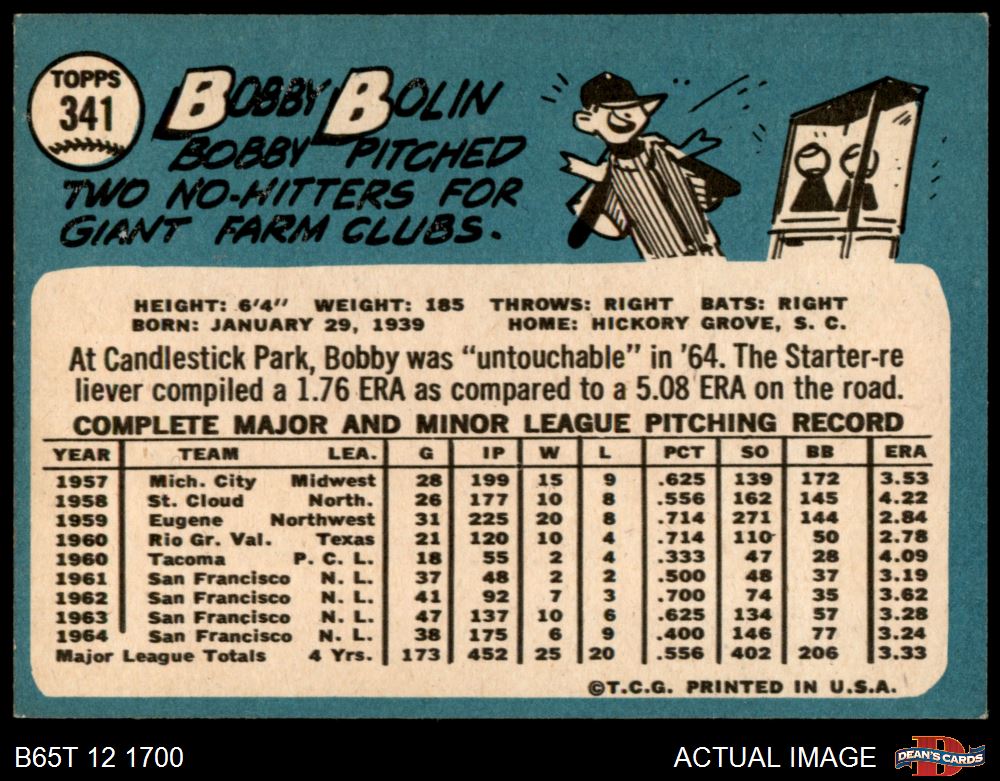 TOPPS
341
BOBBY BOLIN
BOBBY PITCHED
TWO NO-HITTERS FOR
GIANT FARM CLUBS.
HEIGHT: 6'4" WEIGHT: 185 THROWS: RIGHT BATS: RIGHT
BORN: JANUARY 29, 1939 HOME: HICKORY GROVE, S. C.
At Candlestick Park, Bobby was "untouchable" in '64. The Starter-re
liever compiled a 1.76 ERA as compared to a 5.08 ERA on the road.
COMPLETE MAJOR AND MINOR LEAGUE PITCHING RECORD
YEAR TEAM LEA. G IP W L PCT SO BB ERA
1957 Mich. City Midwest 28 199 15 9 .625 139 172 3.53
1958 St. Cloud North. 26 177 10 8 .556 162 145 4.22
1959 Eugene Northwest 31 225 20 8 .714 271 144 2.84
1960 Rio Gr. Val. Texas 21 120 10 4 .714 110 50 2.78
1960 Tacoma P. C. L. 18 55 2 4 .333 47 28 4.09
1961 San Francisco N. L. 37 48 2 2 .500 48 37 3.19
1962 San Francisco N. L. 41 92 7 3 .700 74 35 3.62
1963 San Francisco N. L. 47 137 10 6 .625 134 57 3.28
1964 San Francisco N. L. 38 175 6 9 .400 146 77 3.24
Major League Totals 4 Yrs. 173 452 25 20 .556 402 206 3.33
©T.C.G. PRINTED IN U.S.A.
B65T 12 1700 ACTUAL IMAGE DEAN'S CARDS